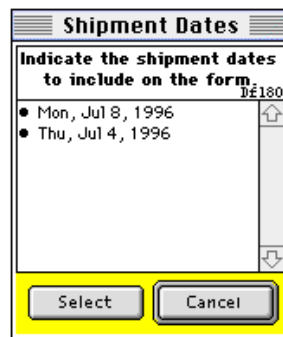 Shipment Dates
Indicate the shipment dates
to include on the form.
Df180
• Mon, Jul 8, 1996
• Thu, Jul 4, 1996
Select
Cancel